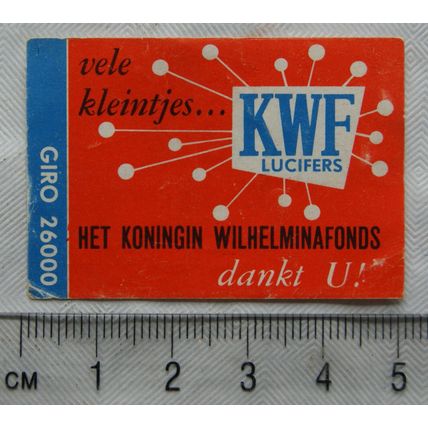 vele
kleintjes...
KWF
LUCIFERS
GIRO 26000
HET KONINGIN WILHELMINAFONDS
dankt U!
CM 1 2 3 4 5